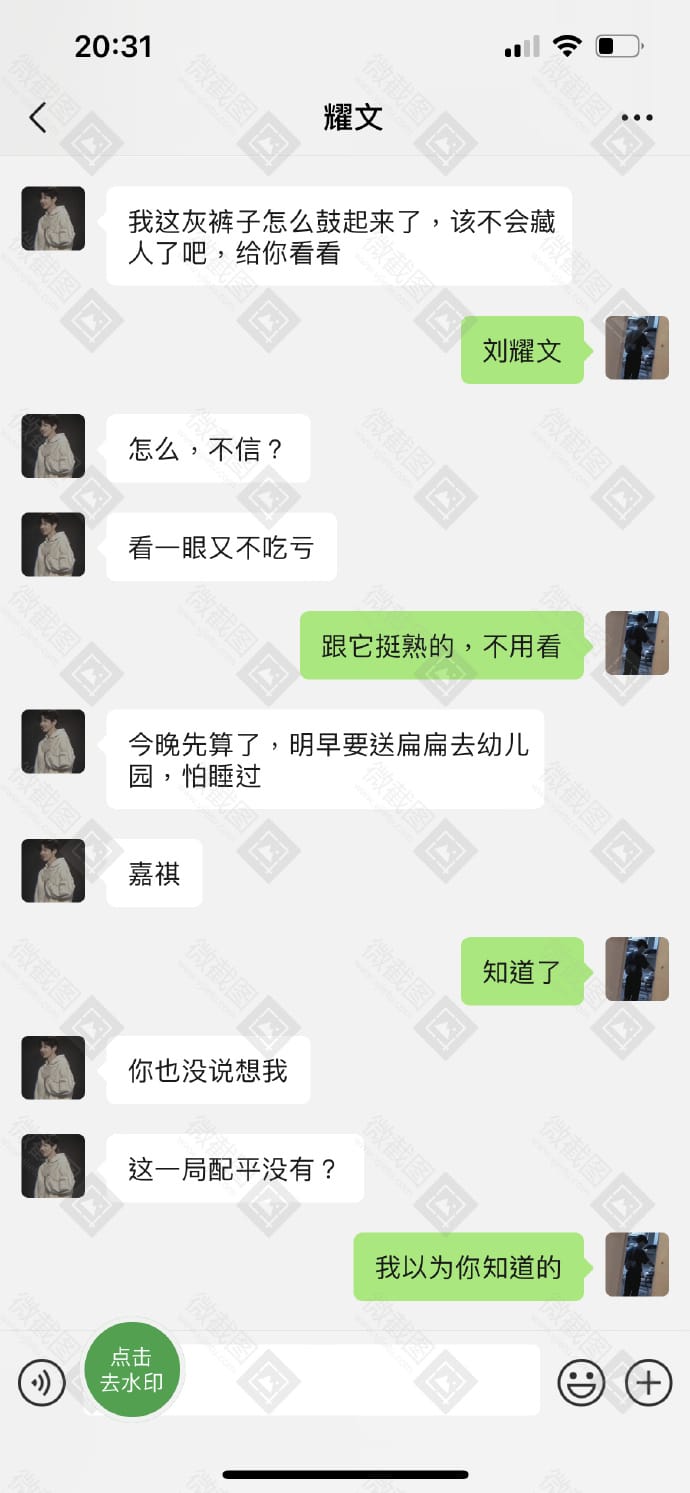 20:31
耀文
我这灰裤子怎么鼓起来了，该不会藏
人了吧，给你看看
刘耀文
怎么，不信？
看一眼又不吃亏
跟它挺熟的，不用看
今晚先算了，明早要送扁扁去幼儿
园，怕睡过
嘉祺
知道了
你也没说想我
这一局配平没有？
我以为你知道的
点击
去水印
微截图